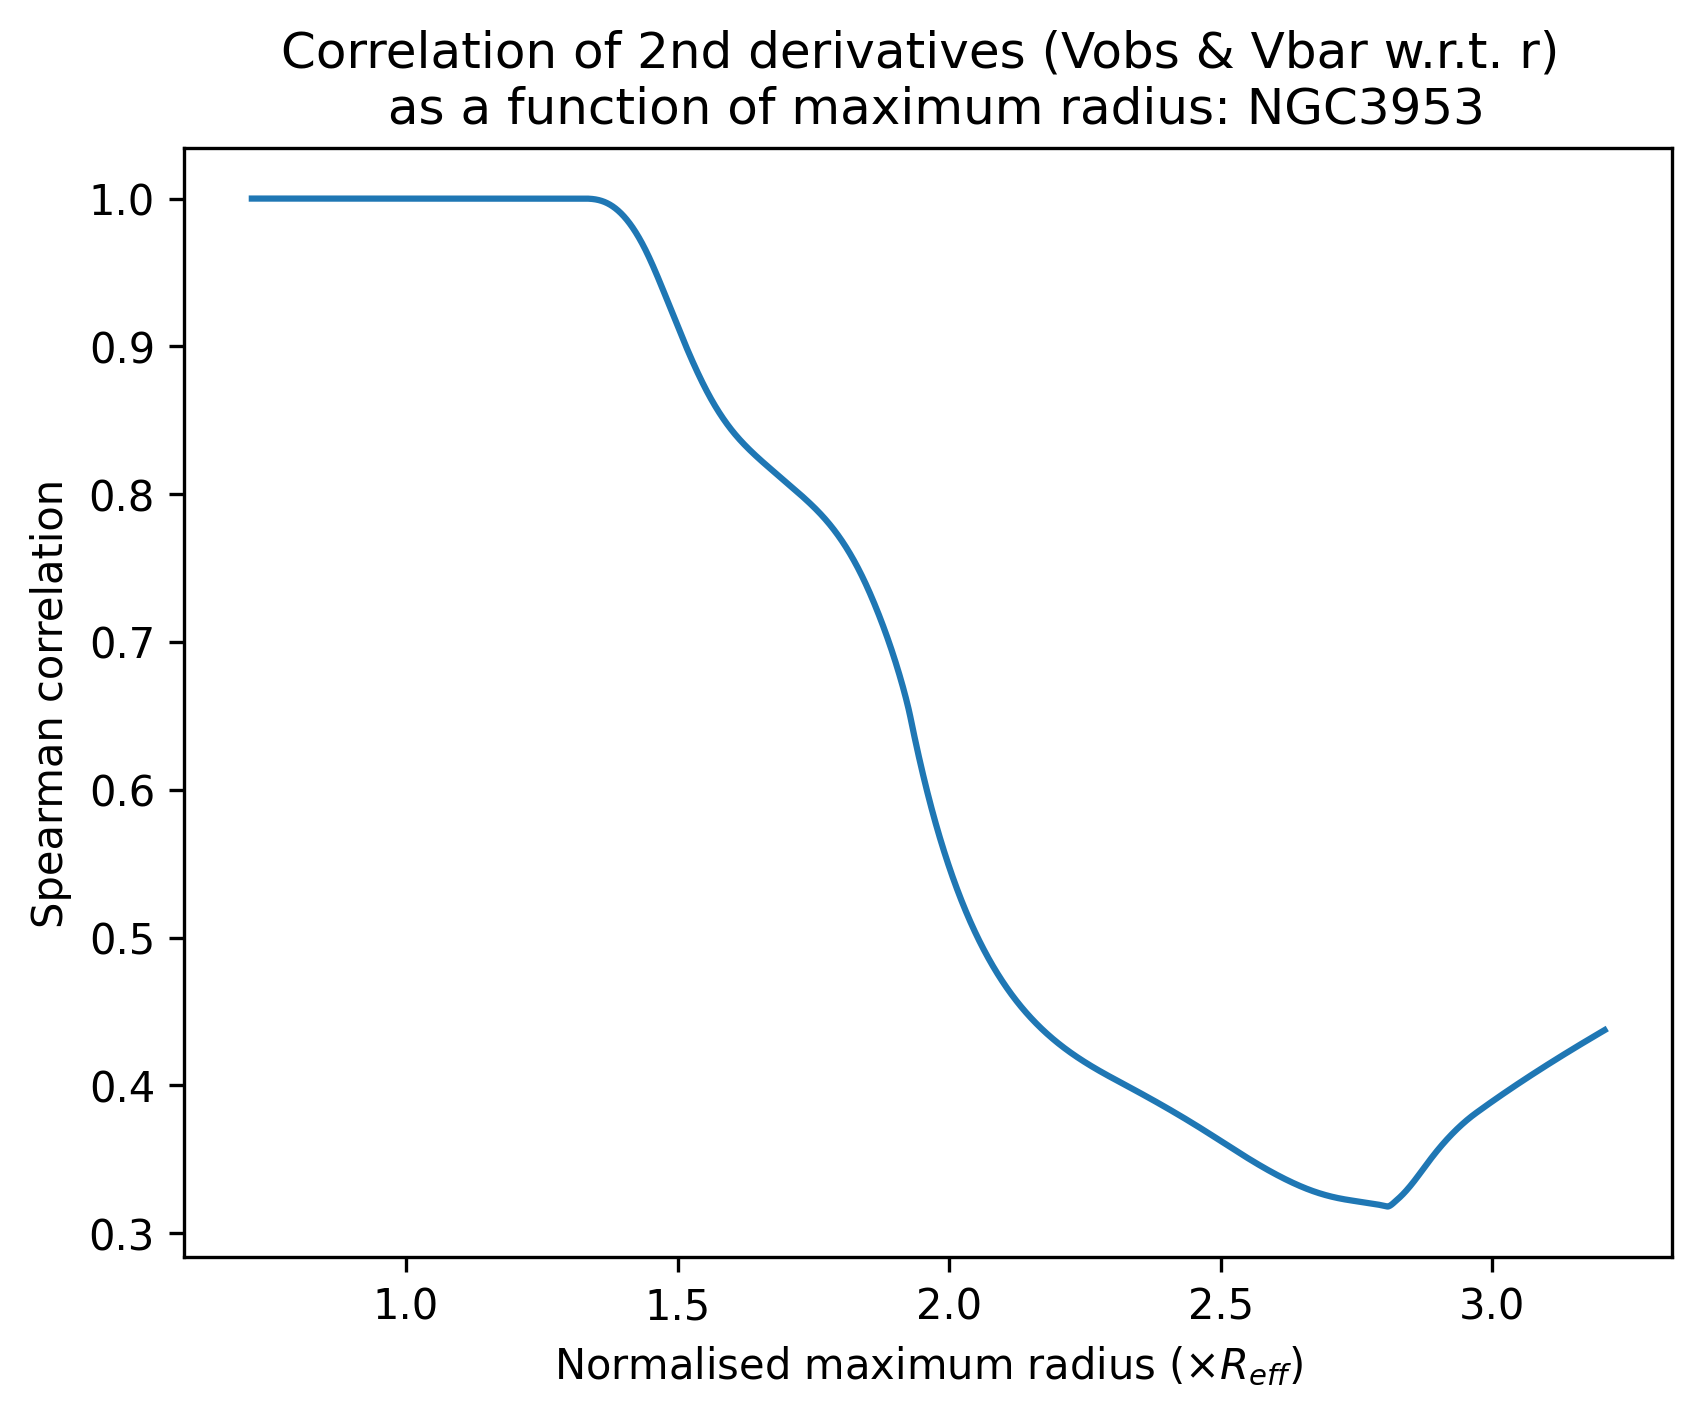 Correlation of 2nd derivatives (Vobs & Vbar w.r.t. r)
as a function of maximum radius: NGC3953
1.0
0.9
0.8
0.7
0.6
0.5
0.4
0.3
Spearman correlation
1.0 1.5 2.0 2.5 3.0
Normalised maximum radius (×R_eff)